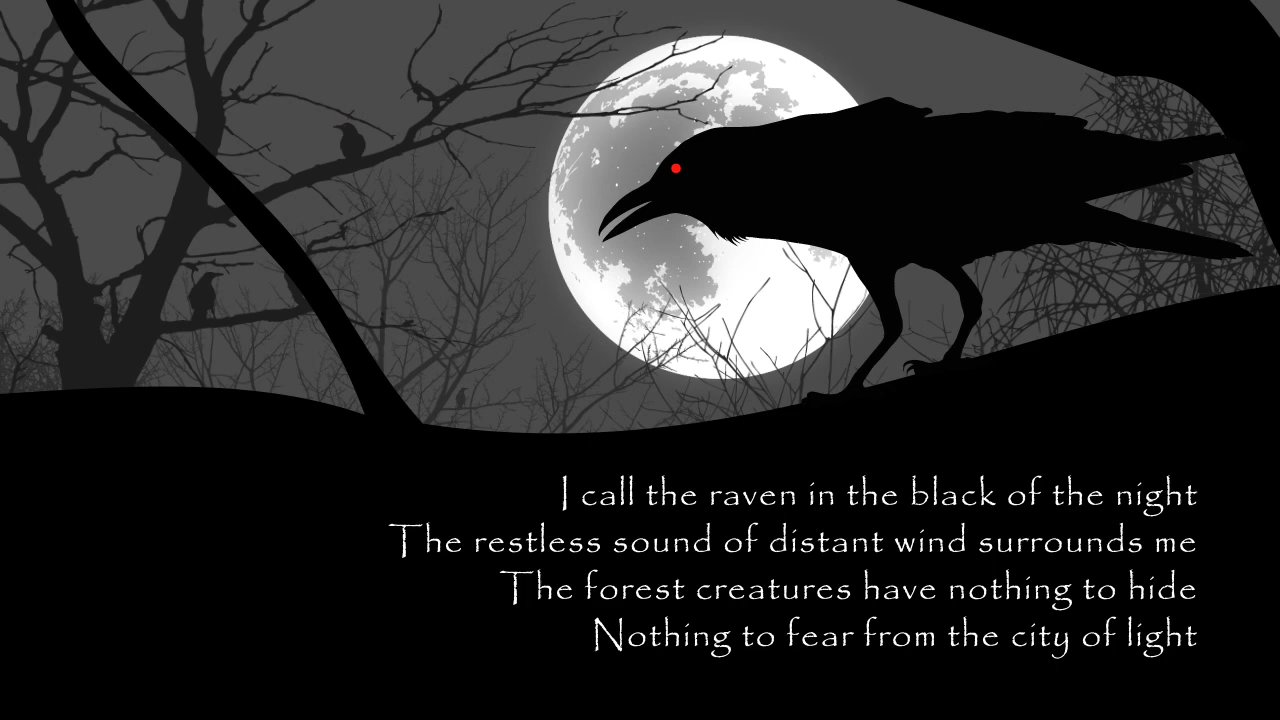 I call the raven in the black of the night
The restless sound of distant wind surrounds me
The forest creatures have nothing to hide
Nothing to fear from the city of light